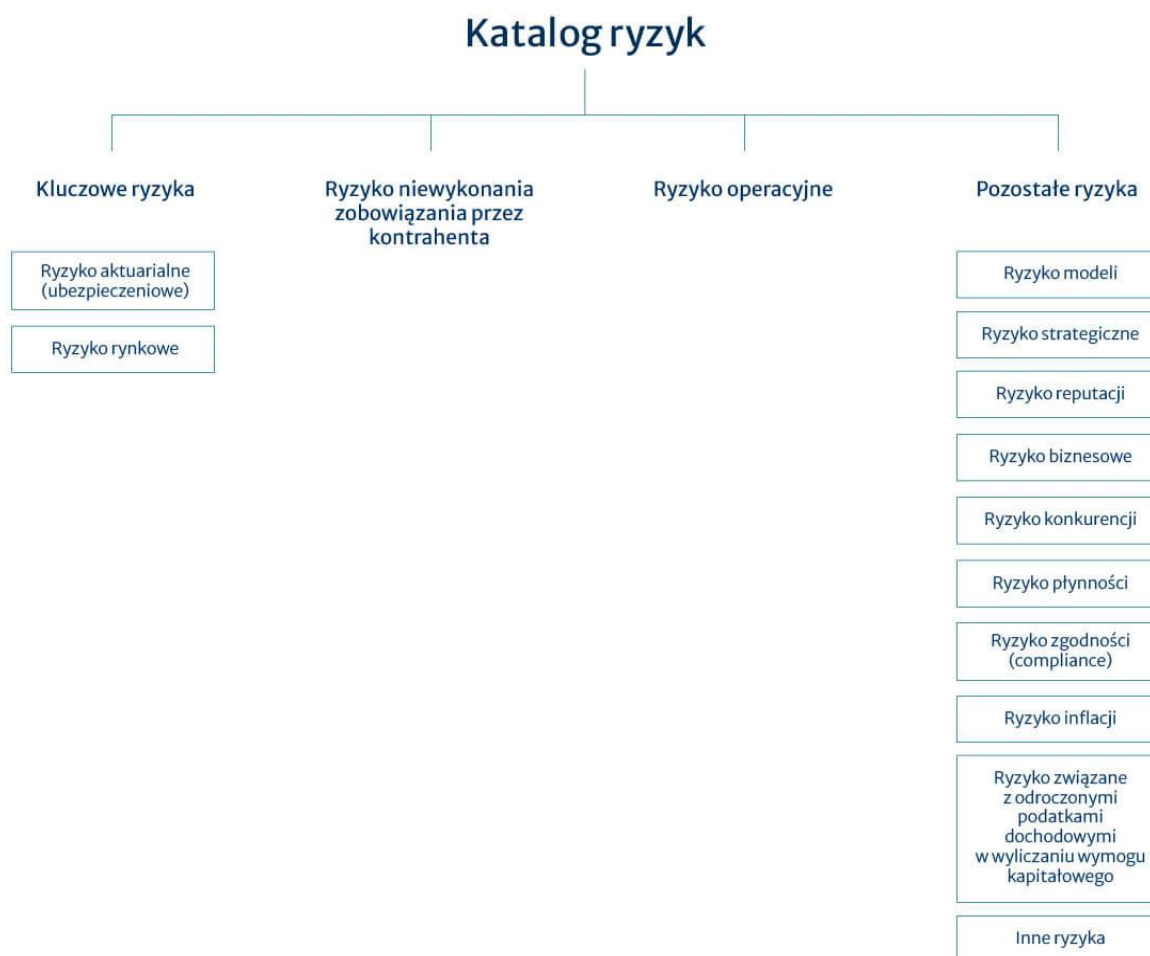 Katalog ryzyk
Kluczowe ryzyka
Ryzyko aktuarialne
(ubezpieczeniowe)
Ryzyko rynkowe
Ryzyko niewykonania
zobowiązania przez
kontrahenta
Ryzyko operacyjne
Pozostałe ryzyka
Ryzyko modeli
Ryzyko strategiczne
Ryzyko reputacji
Ryzyko biznesowe
Ryzyko konkurencji
Ryzyko płynności
Ryzyko zgodności
(compliance)
Ryzyko inflacji
Ryzyko związane
z odroczonymi
podatkami
dochodowymi
w wyliczaniu wymogu
kapitałowego
Inne ryzyka